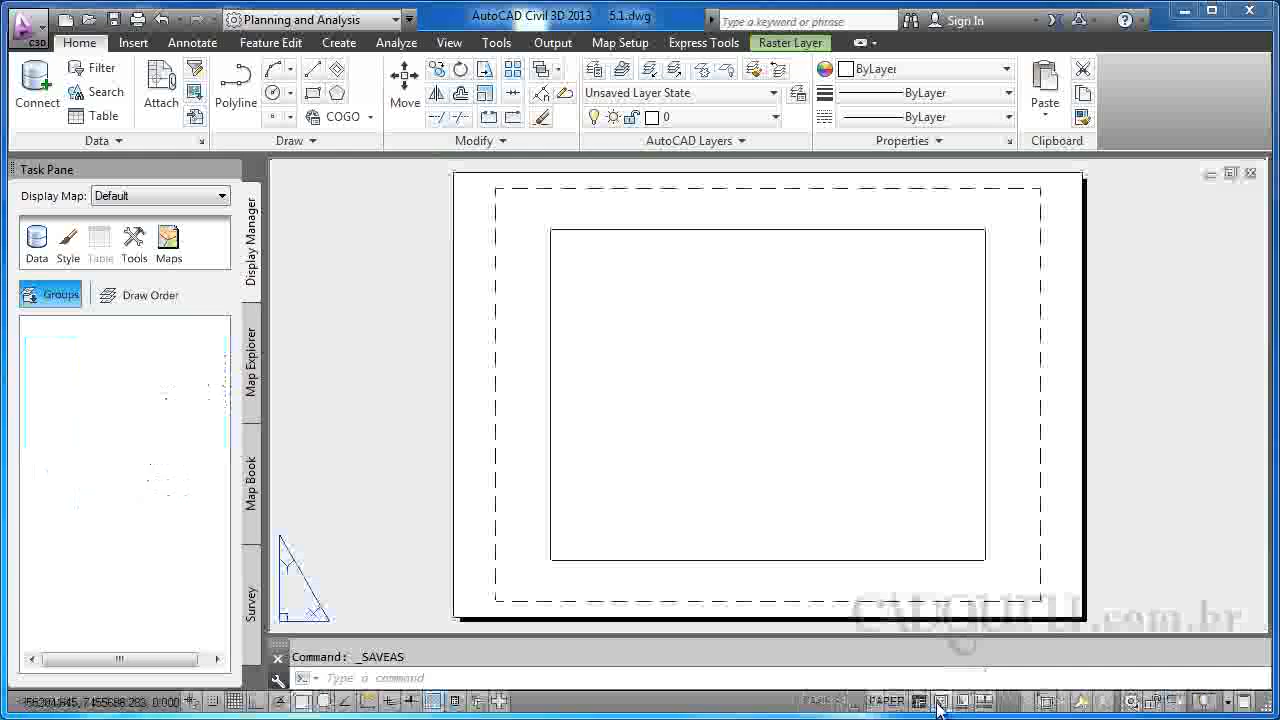 Planning and Analysis
AutoCAD Civil 3D 2013 5.1.dwg
Type a keyword or phrase
Sign In
C3D
Home Insert Annotate Feature Edit Create Analyze View Tools Output Map Setup Express Tools Raster Layer
Connect
Filter
Search
Table
Attach
Polyline
COGO
Move
Unsaved Layer State
0
ByLayer
ByLayer
ByLayer
Paste
Data Draw Modify AutoCAD Layers Properties Clipboard
Task Pane
Display Map: Default
Data Style Table Tools Maps
Groups Draw Order
Display Manager
Map Explorer
Map Book
Survey
Command: _SAVEAS
Type a command
PAPER
.com.br